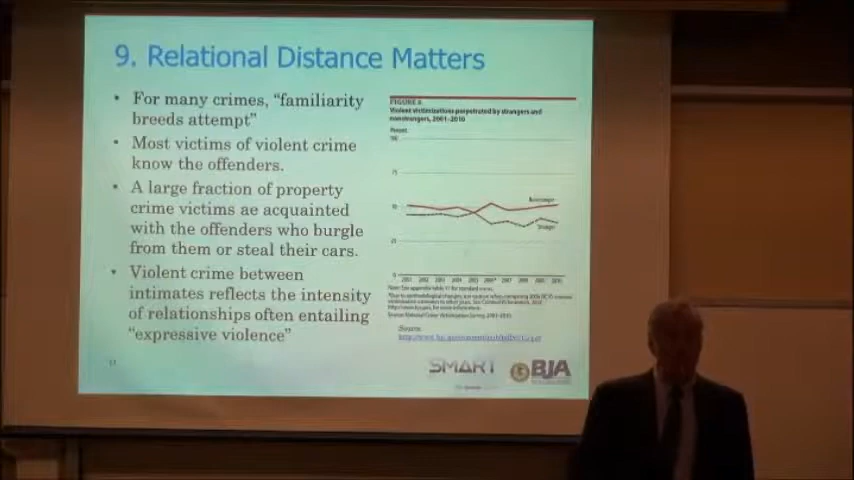 9. Relational Distance Matters
• For many crimes, “familiarity
breeds attempt”
• Most victims of violent crime
know the offenders.
• A large fraction of property
crime victims ae acquainted
with the offenders who burgle
from them or steal their cars.
• Violent crime between
intimates reflects the intensity
of relationships often entailing
“expressive violence”
17
Violent victimizations perpetrated by strangers and
nonstrangers, 2001-2010
Percent
Nonstranger
Stranger
Source:
SMART
BJA